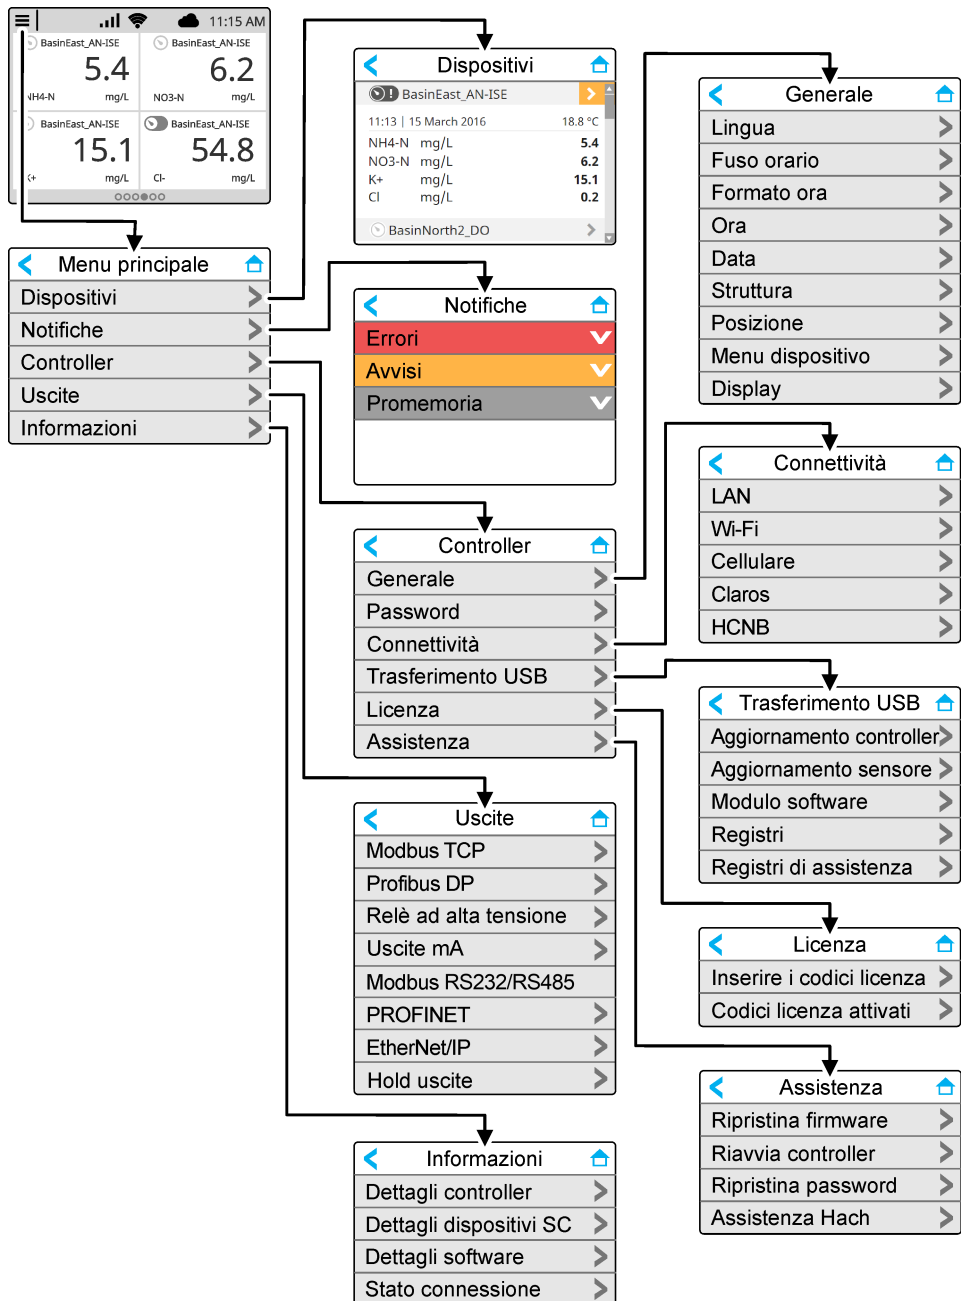 11:15 AM
BasinEast_AN-ISE
BasinEast_AN-ISE
5.4
6.2
NH4-N mg/L
NO3-N mg/L
BasinEast_AN-ISE
BasinEast_AN-ISE
15.1
54.8
K+ mg/L
Cl- mg/L
Menu principale
Dispositivi
Notifiche
Controller
Uscite
Informazioni
Dispositivi
BasinEast_AN-ISE
11:13 | 15 March 2016 18.8 °C
NH4-N mg/L 5.4
NO3-N mg/L 6.2
K+ mg/L 15.1
Cl mg/L 0.2
BasinNorth2_DO
Notifiche
Errori
Avvisi
Promemoria
Controller
Generale
Password
Connettività
Trasferimento USB
Licenza
Assistenza
Uscite
Modbus TCP
Profibus DP
Relè ad alta tensione
Uscite mA
Modbus RS232/RS485
PROFINET
EtherNet/IP
Hold uscite
Informazioni
Dettagli controller
Dettagli dispositivi SC
Dettagli software
Stato connessione
Generale
Lingua
Fuso orario
Formato ora
Ora
Data
Struttura
Posizione
Menu dispositivo
Display
Connettività
LAN
Wi-Fi
Cellulare
Claros
HCNB
Trasferimento USB
Aggiornamento controller
Aggiornamento sensore
Modulo software
Registri
Registri di assistenza
Licenza
Inserire i codici licenza
Codici licenza attivati
Assistenza
Ripristina firmware
Riavvia controller
Ripristina password
Assistenza Hach